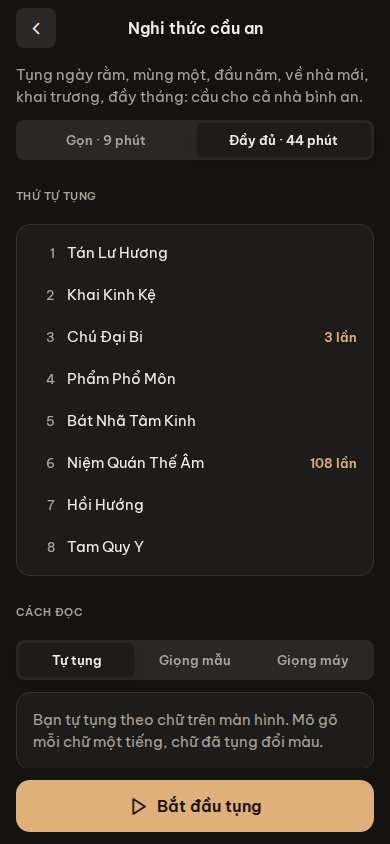 Nghi thức cầu an
Tụng ngày rằm, mùng một, đầu năm, về nhà mới,
khai trương, đầy tháng: cầu cho cả nhà bình an.
Gọn · 9 phút
Đầy đủ · 44 phút
THỨ TỰ TỤNG
1 Tán Lư Hương
2 Khai Kinh Kệ
3 Chú Đại Bi 3 lần
4 Phẩm Phổ Môn
5 Bát Nhã Tâm Kinh
6 Niệm Quán Thế Âm 108 lần
7 Hồi Hướng
8 Tam Quy Y
CÁCH ĐỌC
Tự tụng
Giọng mẫu
Giọng máy
Bạn tự tụng theo chữ trên màn hình. Mõ gõ
mỗi chữ một tiếng, chữ đã tụng đổi màu.
Bắt đầu tụng